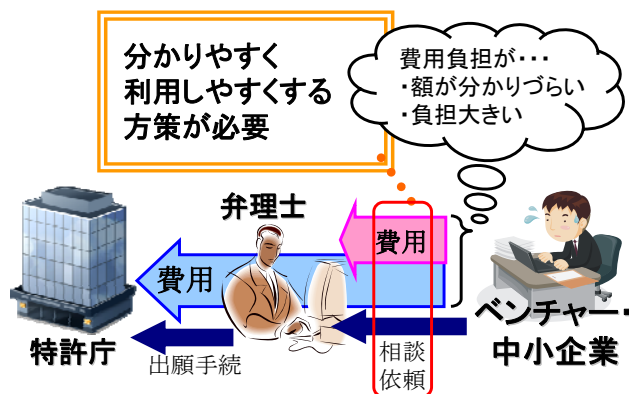 分かりやすく
利用しやすくする
方策が必要
費用負担が・・・
・額が分かりづらい
・負担大きい
弁理士
費用
費用
特許庁
出願手続
相談
依頼
ベンチャー・
中小企業